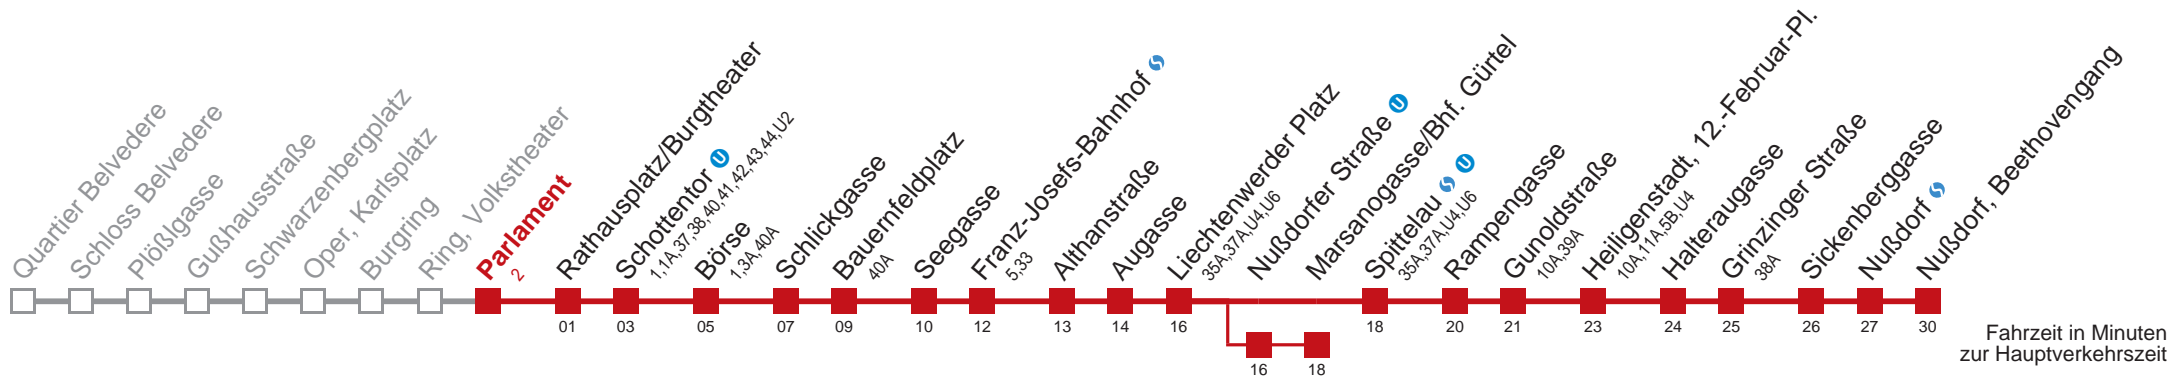 Quartier Belvedere
Schloss Belvedere
Plößlgasse
Gußhausstraße
Schwarzenbergplatz
Oper, Karlsplatz
Burgring
Ring, Volkstheater
Parlament
2
Rathausplatz/Burgtheater
Schottentor U
1,1A,37,38,40,41,42,43,44,U2
Börse
1,3A,40A
Schlickgasse
Bauernfeldplatz
40A
Seegasse
Franz-Josefs-Bahnhof S
5,33
Althanstraße
Augasse
Liechtenwerder Platz
35A,37A,U4,U6
Nußdorfer Straße U
Marsanogasse/Bhf. Gürtel
Spittelau S U
35A,37A,U4,U6
Rampengasse
Gunoldstraße
10A,39A
Heiligenstadt, 12.-Februar-Pl.
10A,11A,5B,U4
Halteraugasse
Grinzinger Straße
38A
Sickenberggasse
Nußdorf S
Nußdorf, Beethovengang
01 03 05 07 09 10 12 13 14 16 18 20 21 23 24 25 26 27 30
16 18
Fahrzeit in Minuten
zur Hauptverkehrszeit